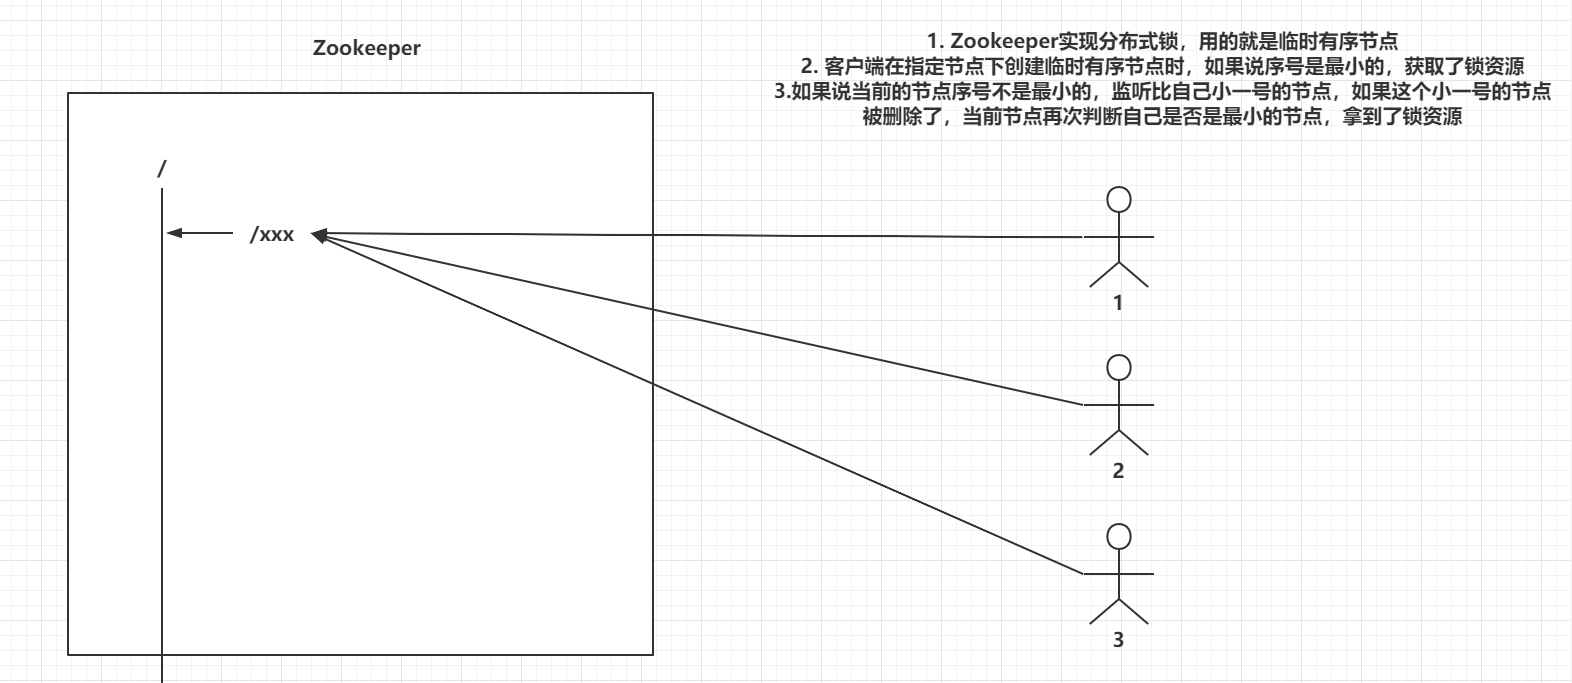 Zookeeper
1. Zookeeper实现分布式锁，用的就是临时有序节点
2. 客户端在指定节点下创建临时有序节点时，如果说序号是最小的，获取了锁资源
3.如果说当前的节点序号不是最小的，监听比自己小一号的节点，如果这个小一号的节点
被删除了，当前节点再次判断自己是否是最小的节点，拿到了锁资源
/
/xxx
1
2
3